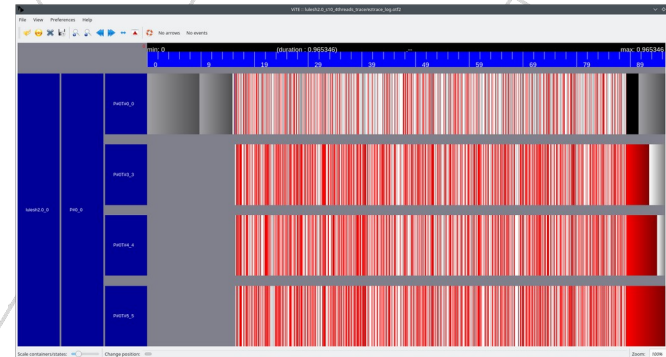 ViTE : lulesh2.0_s10_4threads_tracered/trace_log.otf2
File View Preferences Help
No arrows No events
min: 0 (duration : 0.965346) max: 0.965346
0 9 19 29 39 49 59 69 79 89
P#0T#0_0
P#0T#3_3
lulesh2.0_0 P#0_0
P#0T#4_4
P#0T#5_5
Scale containers/states: Change position: Zoom: 100%